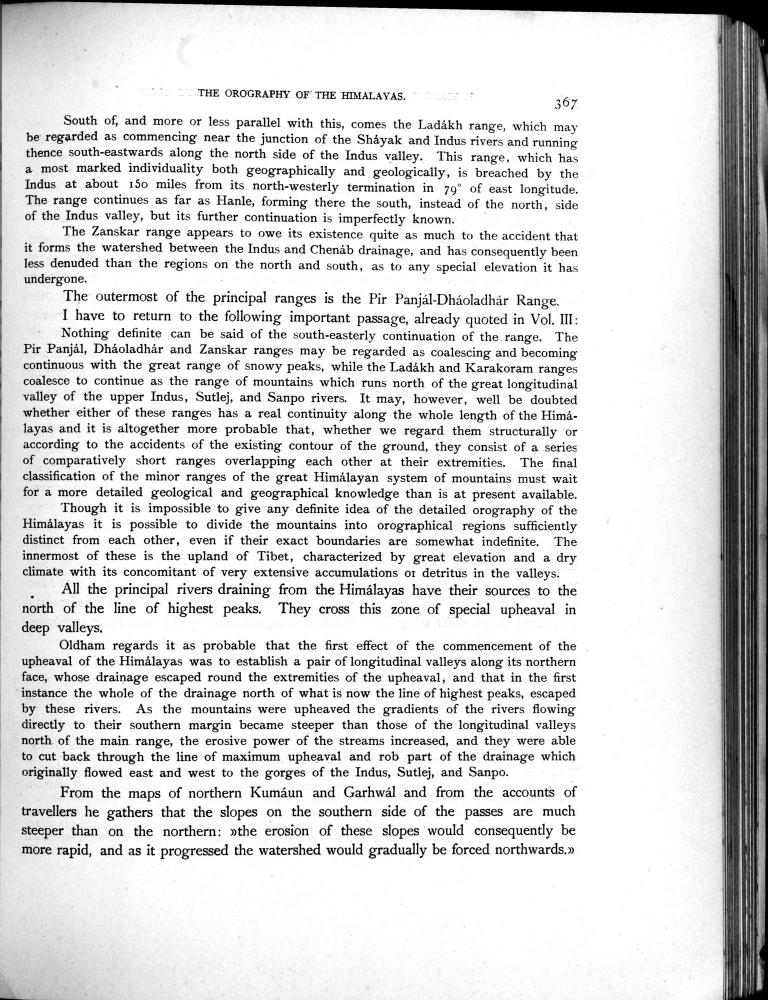 THE OROGRAPHY OF THE HIMALAYAS.
367
South of, and more or less parallel with this, comes the Ladákh range, which may
be regarded as commencing near the junction of the Sháyak and Indus rivers and running
thence south-eastwards along the north side of the Indus valley. This range, which has
a most marked individuality both geographically and geologically, is breached by the
Indus at about 150 miles from its north-westerly termination in 79° of east longitude.
The range continues as far as Hanle, forming there the south, instead of the north, side
of the Indus valley, but its further continuation is imperfectly known.
The Zanskar range appears to owe its existence quite as much to the accident that
it forms the watershed between the Indus and Chenáb drainage, and has consequently been
less denuded than the regions on the north and south, as to any special elevation it has
undergone.
The outermost of the principal ranges is the Pir Panjál-Dháoladhár Range.
I have to return to the following important passage, already quoted in Vol. III:
Nothing definite can be said of the south-easterly continuation of the range. The
Pir Panjál, Dháoladhár and Zanskar ranges may be regarded as coalescing and becoming
continuous with the great range of snowy peaks, while the Ladákh and Karakoram ranges
coalesce to continue as the range of mountains which runs north of the great longitudinal
valley of the upper Indus, Sutlej, and Sanpo rivers. It may, however, well be doubted
whether either of these ranges has a real continuity along the whole length of the Himá-
layas and it is altogether more probable that, whether we regard them structurally or
according to the accidents of the existing contour of the ground, they consist of a series
of comparatively short ranges overlapping each other at their extremities. The final
classification of the minor ranges of the great Himálayan system of mountains must wait
for a more detailed geological and geographical knowledge than is at present available.
Though it is impossible to give any definite idea of the detailed orography of the
Himálayas it is possible to divide the mountains into orographical regions sufficiently
distinct from each other, even if their exact boundaries are somewhat indefinite. The
innermost of these is the upland of Tibet, characterized by great elevation and a dry
climate with its concomitant of very extensive accumulations of detritus in the valleys.
All the principal rivers draining from the Himálayas have their sources to the
north of the line of highest peaks. They cross this zone of special upheaval in
deep valleys.
Oldham regards it as probable that the first effect of the commencement of the
upheaval of the Himálayas was to establish a pair of longitudinal valleys along its northern
face, whose drainage escaped round the extremities of the upheaval, and that in the first
instance the whole of the drainage north of what is now the line of highest peaks, escaped
by these rivers. As the mountains were upheaved the gradients of the rivers flowing
directly to their southern margin became steeper than those of the longitudinal valleys
north of the main range, the erosive power of the streams increased, and they were able
to cut back through the line of maximum upheaval and rob part of the drainage which
originally flowed east and west to the gorges of the Indus, Sutlej, and Sanpo.
From the maps of northern Kumáun and Garhwál and from the accounts of
travellers he gathers that the slopes on the southern side of the passes are much
steeper than on the northern: »the erosion of these slopes would consequently be
more rapid, and as it progressed the watershed would gradually be forced northwards.»